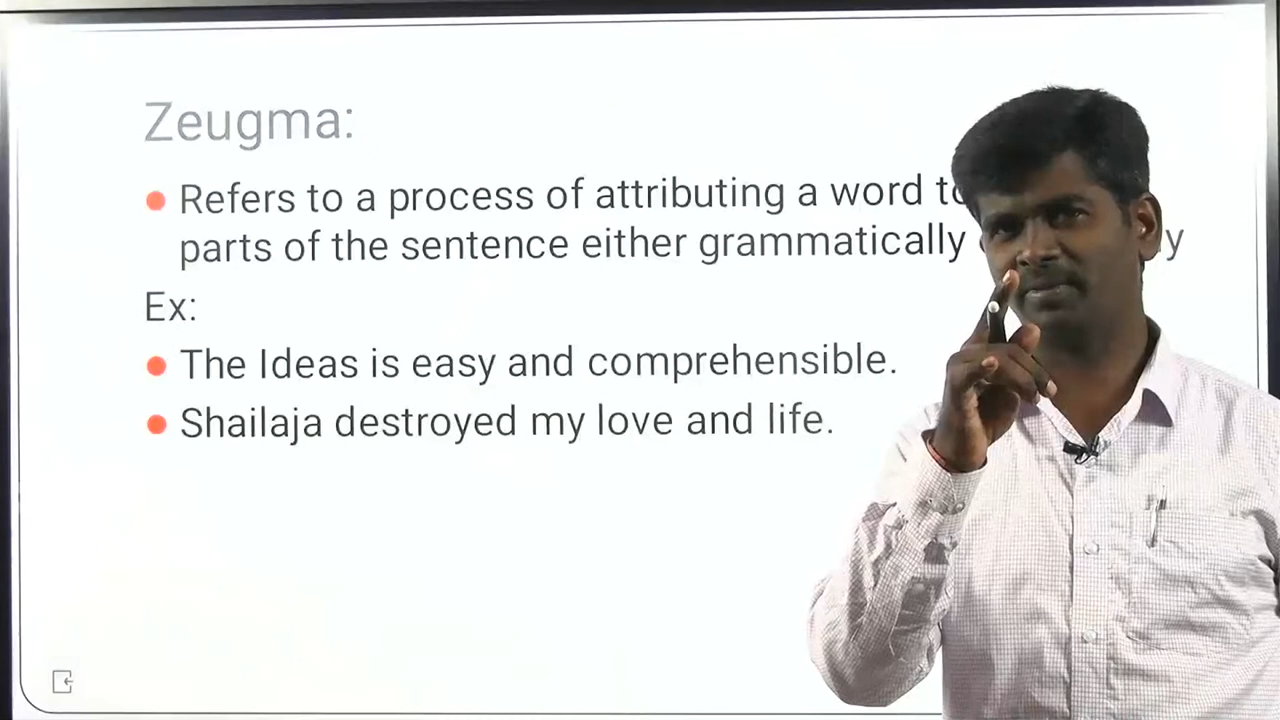 Zeugma:
Refers to a process of attributing a word to
parts of the sentence either grammatically
Ex:
The Ideas is easy and comprehensible.
Shailaja destroyed my love and life.